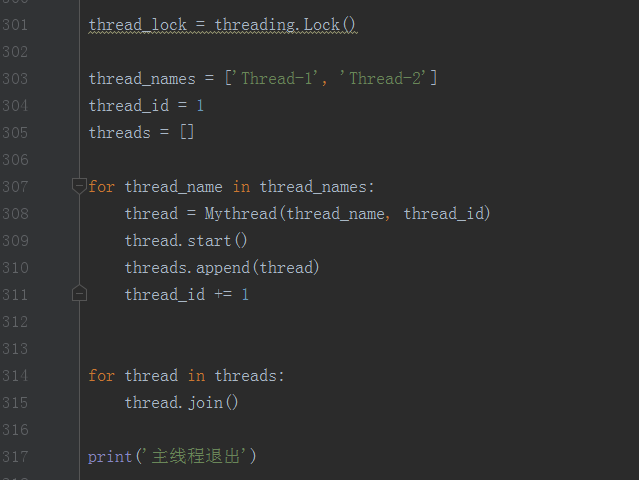 301 thread_lock = threading.Lock()
302
303 thread_names = ['Thread-1', 'Thread-2']
304 thread_id = 1
305 threads = []
306
307 for thread_name in thread_names:
308     thread = Mythread(thread_name, thread_id)
309     thread.start()
310     threads.append(thread)
311     thread_id += 1
312
313
314 for thread in threads:
315     thread.join()
316
317 print('主线程退出')